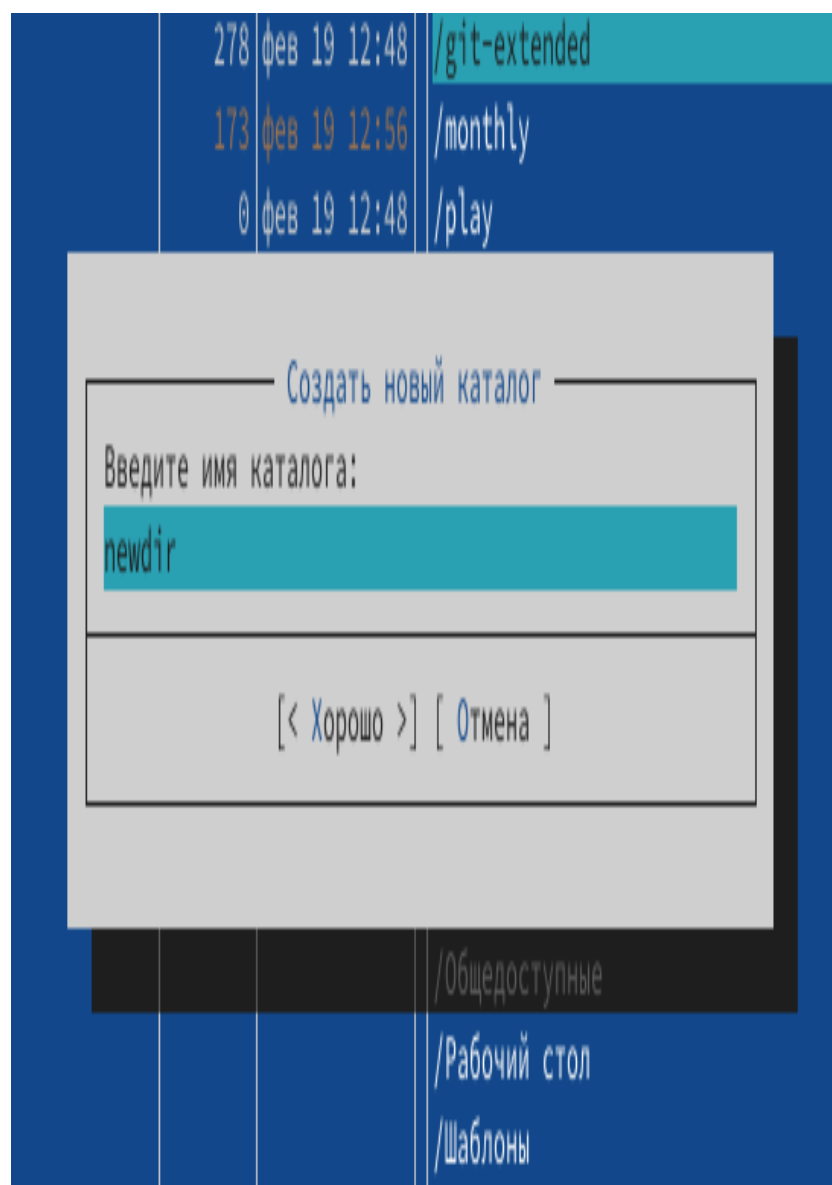 278 фев 19 12:48 /git-extended
173 фев 19 12:56 /monthly
0 фев 19 12:48 /play
Создать новый каталог
Введите имя каталога:
newdir
[< Хорошо >] [ Отмена ]
/Общедоступные
/Рабочий стол
/Шаблоны